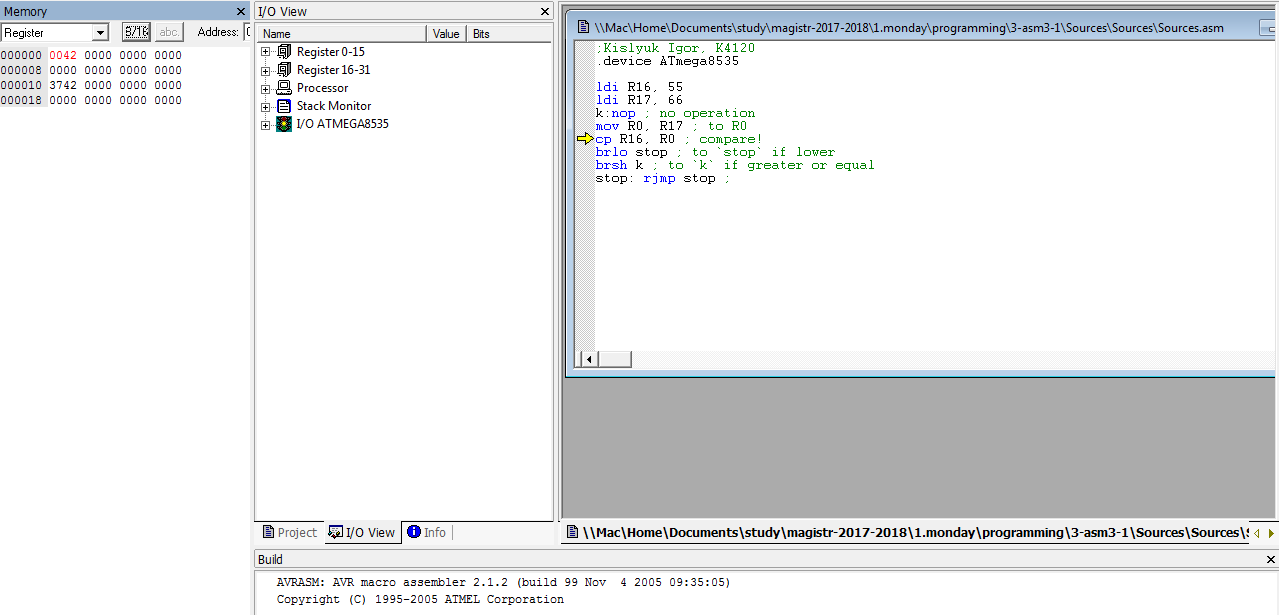 Memory
Register
8/16
abc.
Address:
000000 0042 0000 0000 0000
000008 0000 0000 0000 0000
000010 3742 0000 0000 0000
000018 0000 0000 0000 0000
I/O View
Name Value Bits
Register 0-15
Register 16-31
Processor
Stack Monitor
I/O ATMEGA8535
Project I/O View Info
\\Mac\Home\Documents\study\magistr-2017-2018\1.monday\programming\3-asm3-1\Sources\Sources\Sources.asm
;Kislyuk Igor, K4120
.device ATmega8535
ldi R16, 55
ldi R17, 66
k:nop ; no operation
mov R0, R17 ; to R0
cp R16, R0 ; compare!
brlo stop ; to `stop` if lower
brsh k ; to `k` if greater or equal
stop: rjmp stop ;
\\Mac\Home\Documents\study\magistr-2017-2018\1.monday\programming\3-asm3-1\Sources\Sources\
Build
AVRASM: AVR macro assembler 2.1.2 (build 99 Nov  4 2005 09:35:05)
Copyright (C) 1995-2005 ATMEL Corporation